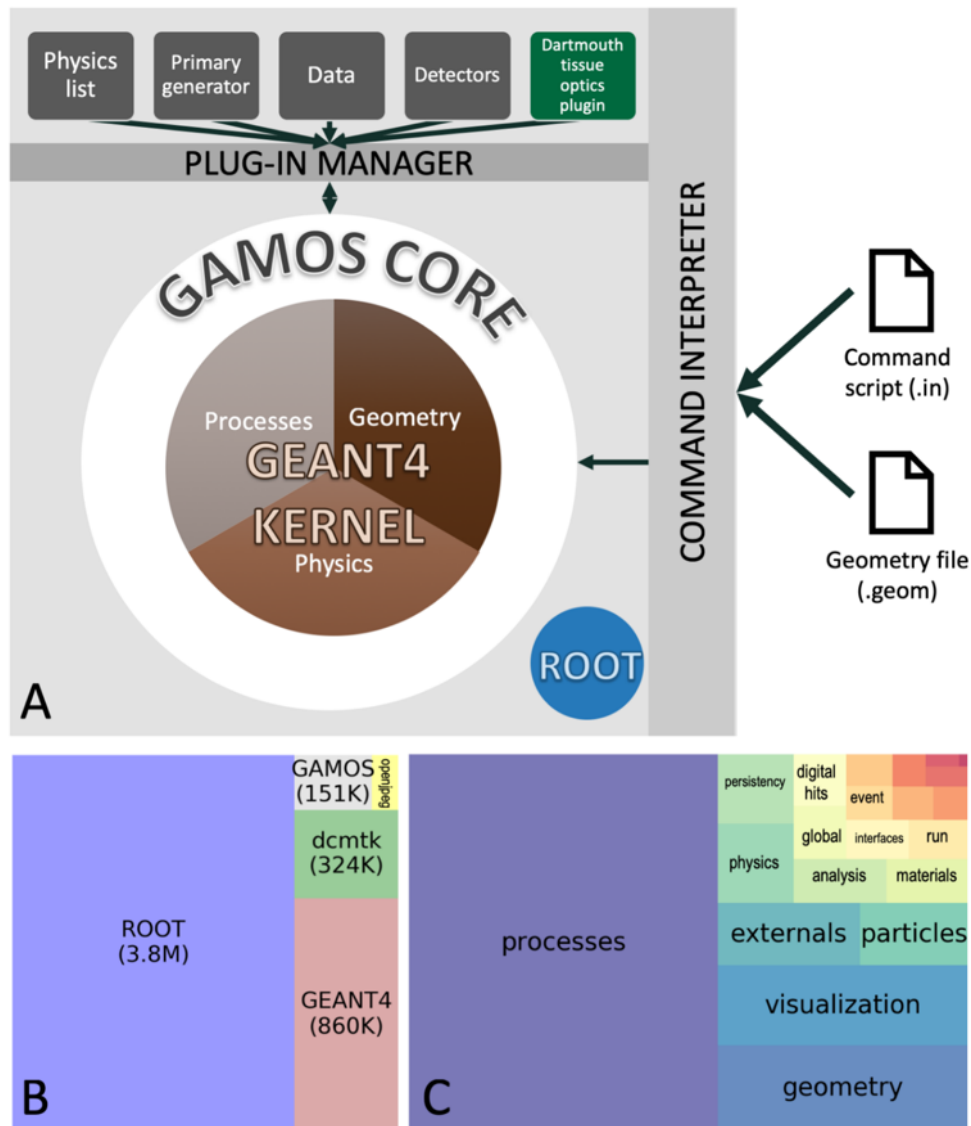 Physics
list
Primary
generator
Data
Detectors
Dartmouth
tissue
optics
plugin
PLUG-IN MANAGER
GAMOS CORE
Processes
Geometry
GEANT4
KERNEL
Physics
ROOT
COMMAND INTERPRETER
Command
script (.in)
Geometry file
(.geom)
A
GAMOS
(151K)
openjpeg
dcmtk
(324K)
ROOT
(3.8M)
GEANT4
(860K)
B
persistency
digital
hits
event
physics
global
interfaces
run
analysis
materials
processes
externals
particles
visualization
geometry
C